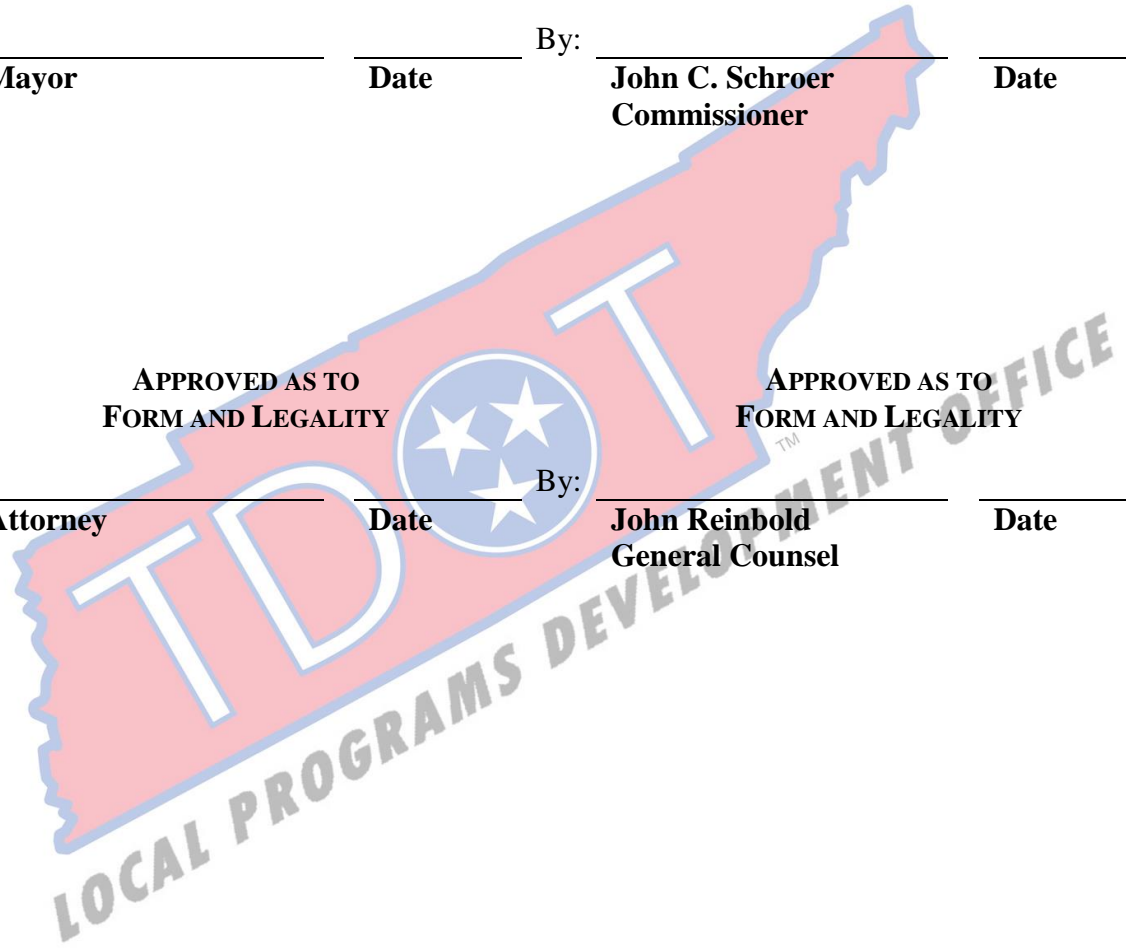 By:
Mayor Date John C. Schroer Date
Commissioner
APPROVED AS TO APPROVED AS TO
FORM AND LEGALITY FORM AND LEGALITY
By:
Attorney Date John Reinbold Date
General Counsel
TDOT
TM
LOCAL PROGRAMS DEVELOPMENT OFFICE